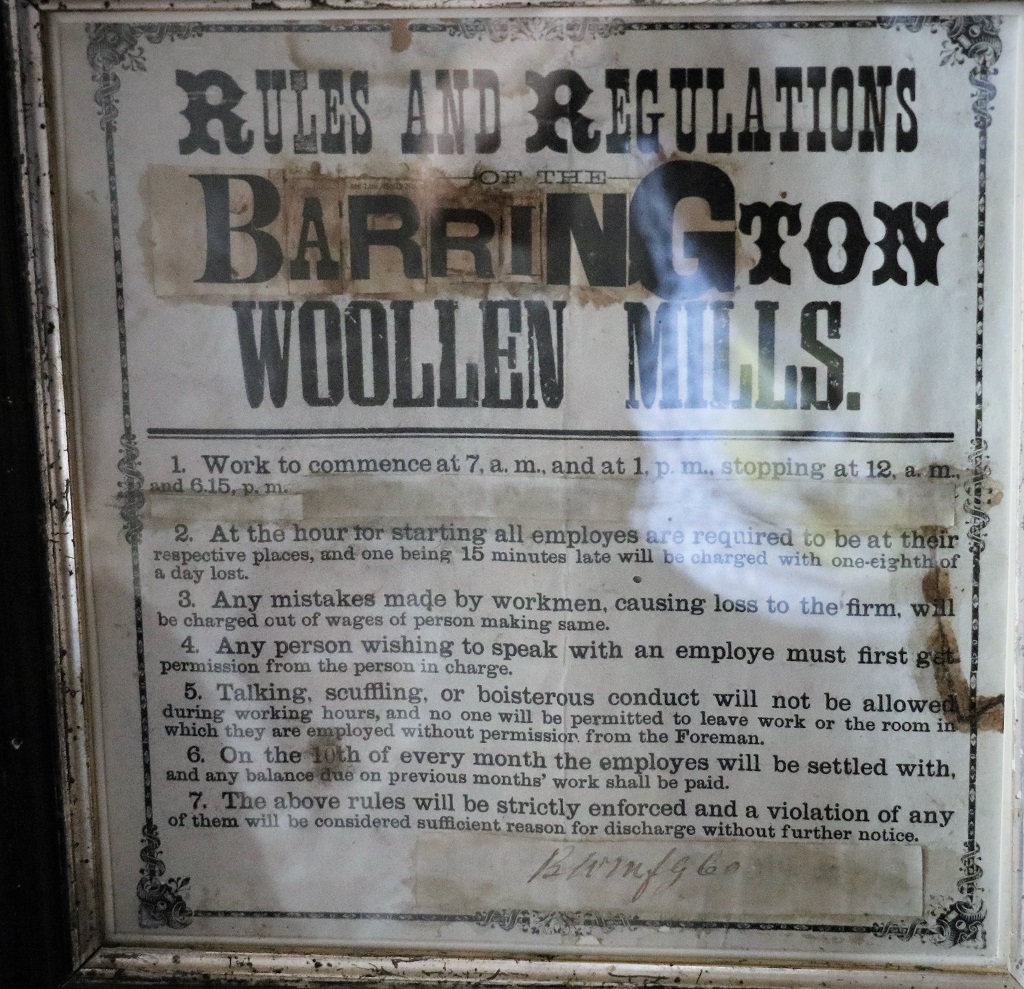 RULES AND REGULATIONS
OF THE
BARRINGTON
WOOLLEN MILLS.
1. Work to commence at 7, a. m., and at 1, p. m., stopping at 12, a. m.,
and 6.15, p. m.
2. At the hour for starting all employes are required to be at their
respective places, and one being 15 minutes late will be charged with one-eighth of
a day lost.
3. Any mistakes made by workmen, causing loss to the firm, will
be charged out of wages of person making same.
4. Any person wishing to speak with an employe must first get
permission from the person in charge.
5. Talking, scuffling, or boisterous conduct will not be allowed
during working hours, and no one will be permitted to leave work or the room in
which they are employed without permission from the Foreman.
6. On the 10th of every month the employes will be settled with,
and any balance due on previous months' work shall be paid.
7. The above rules will be strictly enforced and a violation of any
of them will be considered sufficient reason for discharge without further notice.